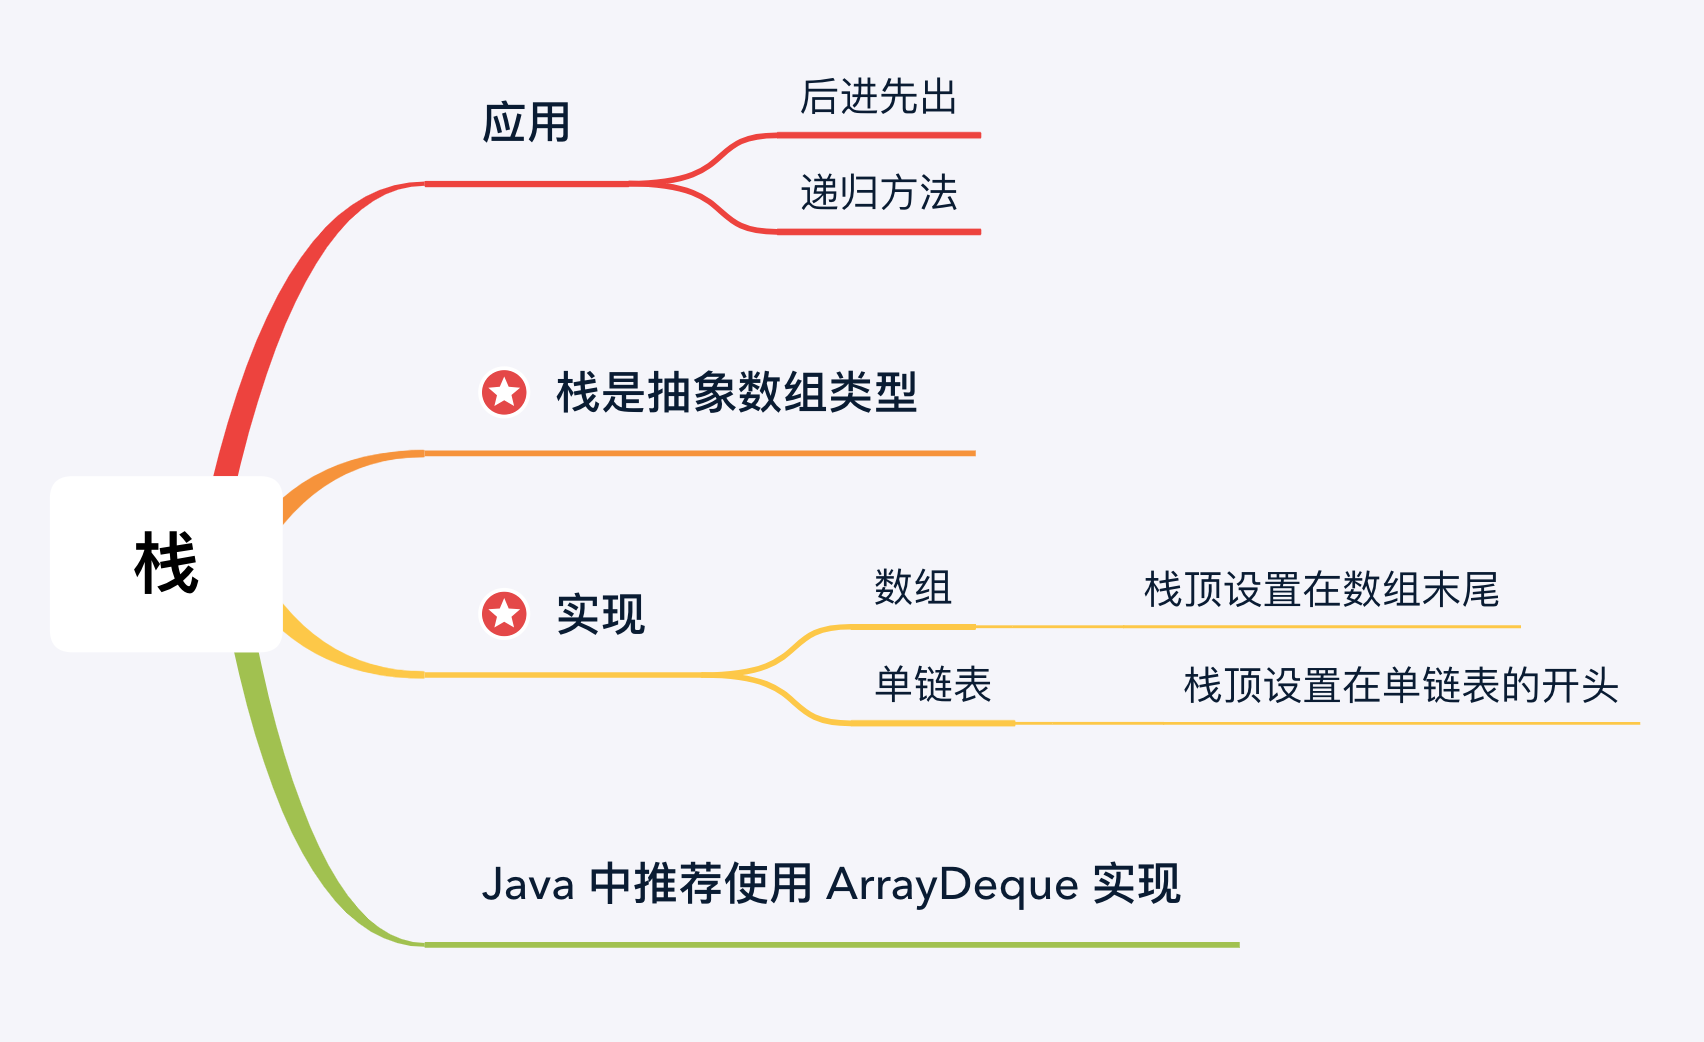 栈
应用
后进先出
递归方法
栈是抽象数组类型
实现
数组
栈顶设置在数组末尾
单链表
栈顶设置在单链表的开头
Java 中推荐使用 ArrayDeque 实现